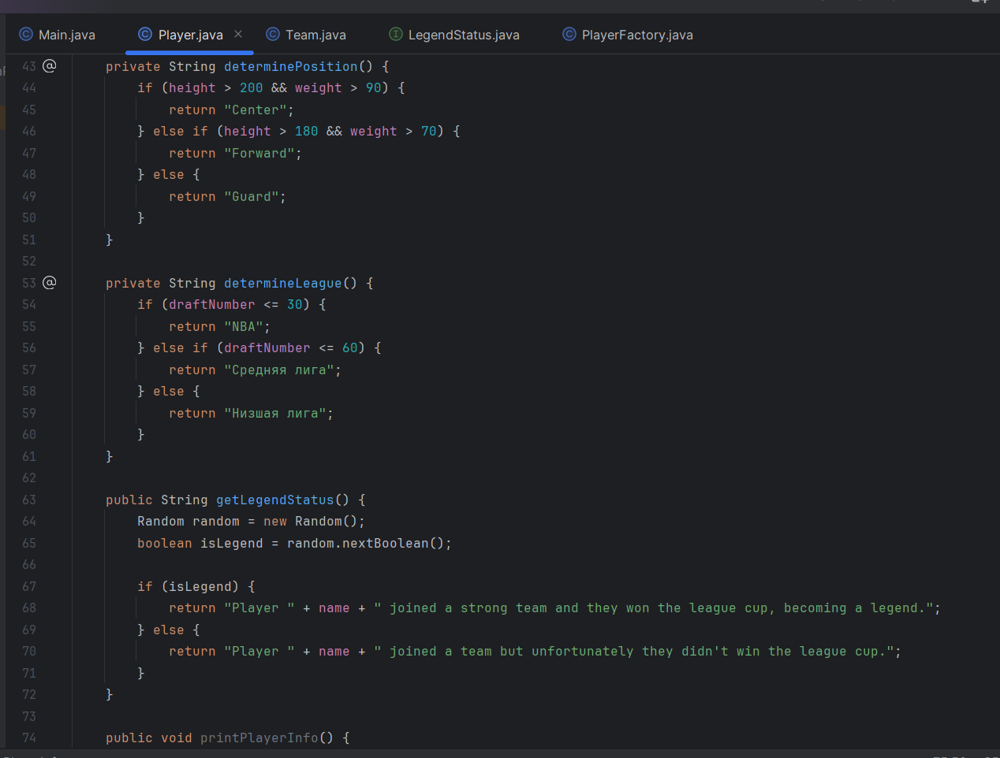 Main.java Player.java Team.java LegendStatus.java PlayerFactory.java
43 private String determinePosition() {
44 if (height > 200 && weight > 90) {
45 return "Center";
46 } else if (height > 180 && weight > 70) {
47 return "Forward";
48 } else {
49 return "Guard";
50 }
51 }
52
53 private String determineLeague() {
54 if (draftNumber <= 30) {
55 return "NBA";
56 } else if (draftNumber <= 60) {
57 return "Средняя лига";
58 } else {
59 return "Низшая лига";
60 }
61 }
62
63 public String getLegendStatus() {
64 Random random = new Random();
65 boolean isLegend = random.nextBoolean();
66
67 if (isLegend) {
68 return "Player " + name + " joined a strong team and they won the league cup, becoming a legend.";
69 } else {
70 return "Player " + name + " joined a team but unfortunately they didn't win the league cup.";
71 }
72 }
73
74 public void printPlayerInfo() {